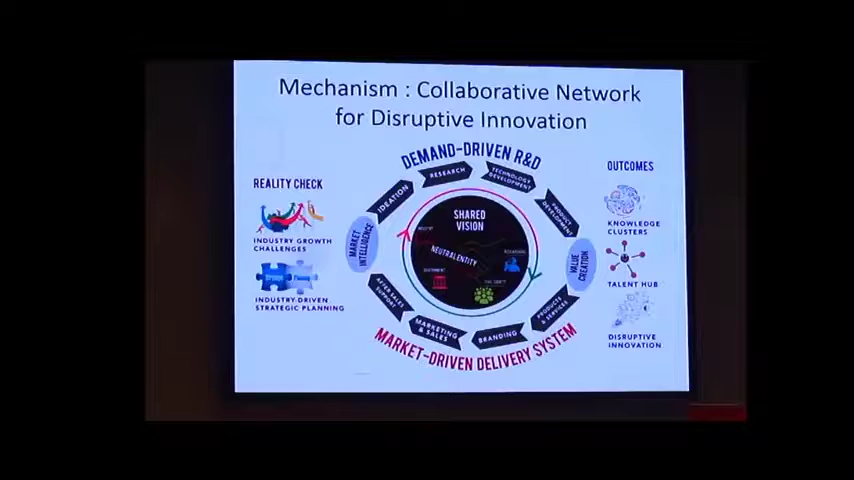 Mechanism : Collaborative Network
for Disruptive Innovation
DEMAND-DRIVEN R&D
REALITY CHECK
INDUSTRY GROWTH
CHALLENGES
INDUSTRY-DRIVEN
STRATEGIC PLANNING
MARKET
INTELLIGENCE
IDEATION
RESEARCH
TECHNOLOGY
DEVELOPMENT
PRODUCT
DEVELOPMENT
VALUE
CREATION
PRODUCTS
& SERVICES
BRANDING
MARKETING
& SALES
AFTER SALES
SUPPORT
SHARED
VISION
NEUTRAL ENTITY
MARKET-DRIVEN DELIVERY SYSTEM
OUTCOMES
KNOWLEDGE
CLUSTERS
TALENT HUB
DISRUPTIVE
INNOVATION